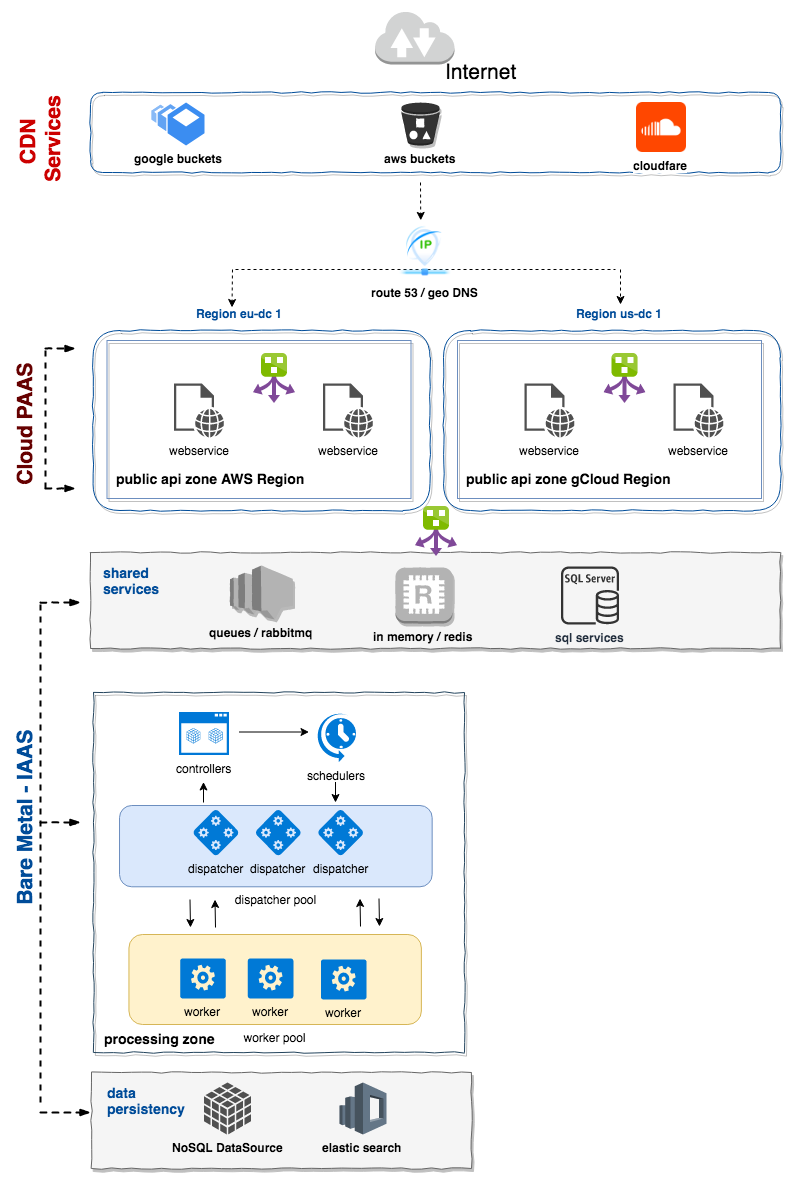 Internet
CDN
Services
google buckets
aws buckets
cloudfare
IP
route 53 / geo DNS
Region eu-dc 1
Region us-dc 1
Cloud PAAS
webservice
webservice
public api zone AWS Region
webservice
webservice
public api zone gCloud Region
shared
services
queues / rabbitmq
R
in memory / redis
SQL Server
sql services
Bare Metal - IAAS
controllers
schedulers
dispatcher
dispatcher
dispatcher
dispatcher pool
worker
worker
worker
processing zone
worker pool
data
persistency
NoSQL DataSource
elastic search